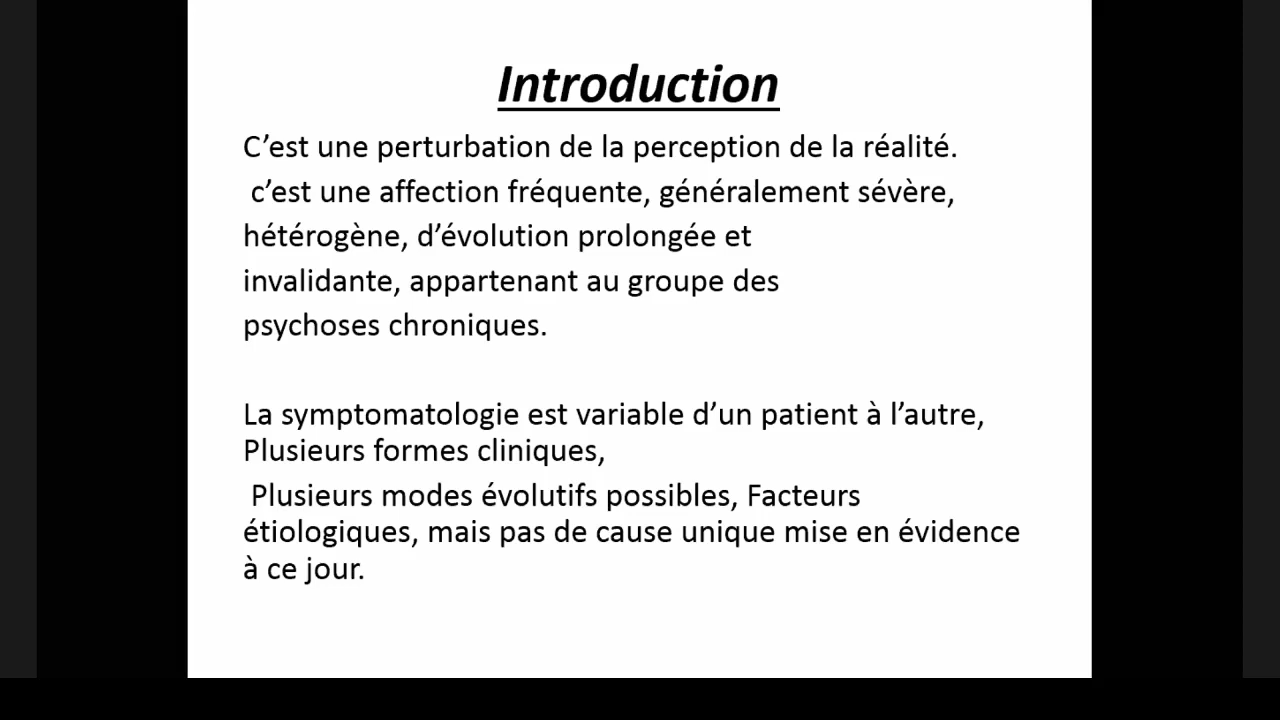 Introduction
C’est une perturbation de la perception de la réalité.
c’est une affection fréquente, généralement sévère,
hétérogène, d’évolution prolongée et
invalidante, appartenant au groupe des
psychoses chroniques.
La symptomatologie est variable d’un patient à l’autre,
Plusieurs formes cliniques,
Plusieurs modes évolutifs possibles, Facteurs
étiologiques, mais pas de cause unique mise en évidence
à ce jour.